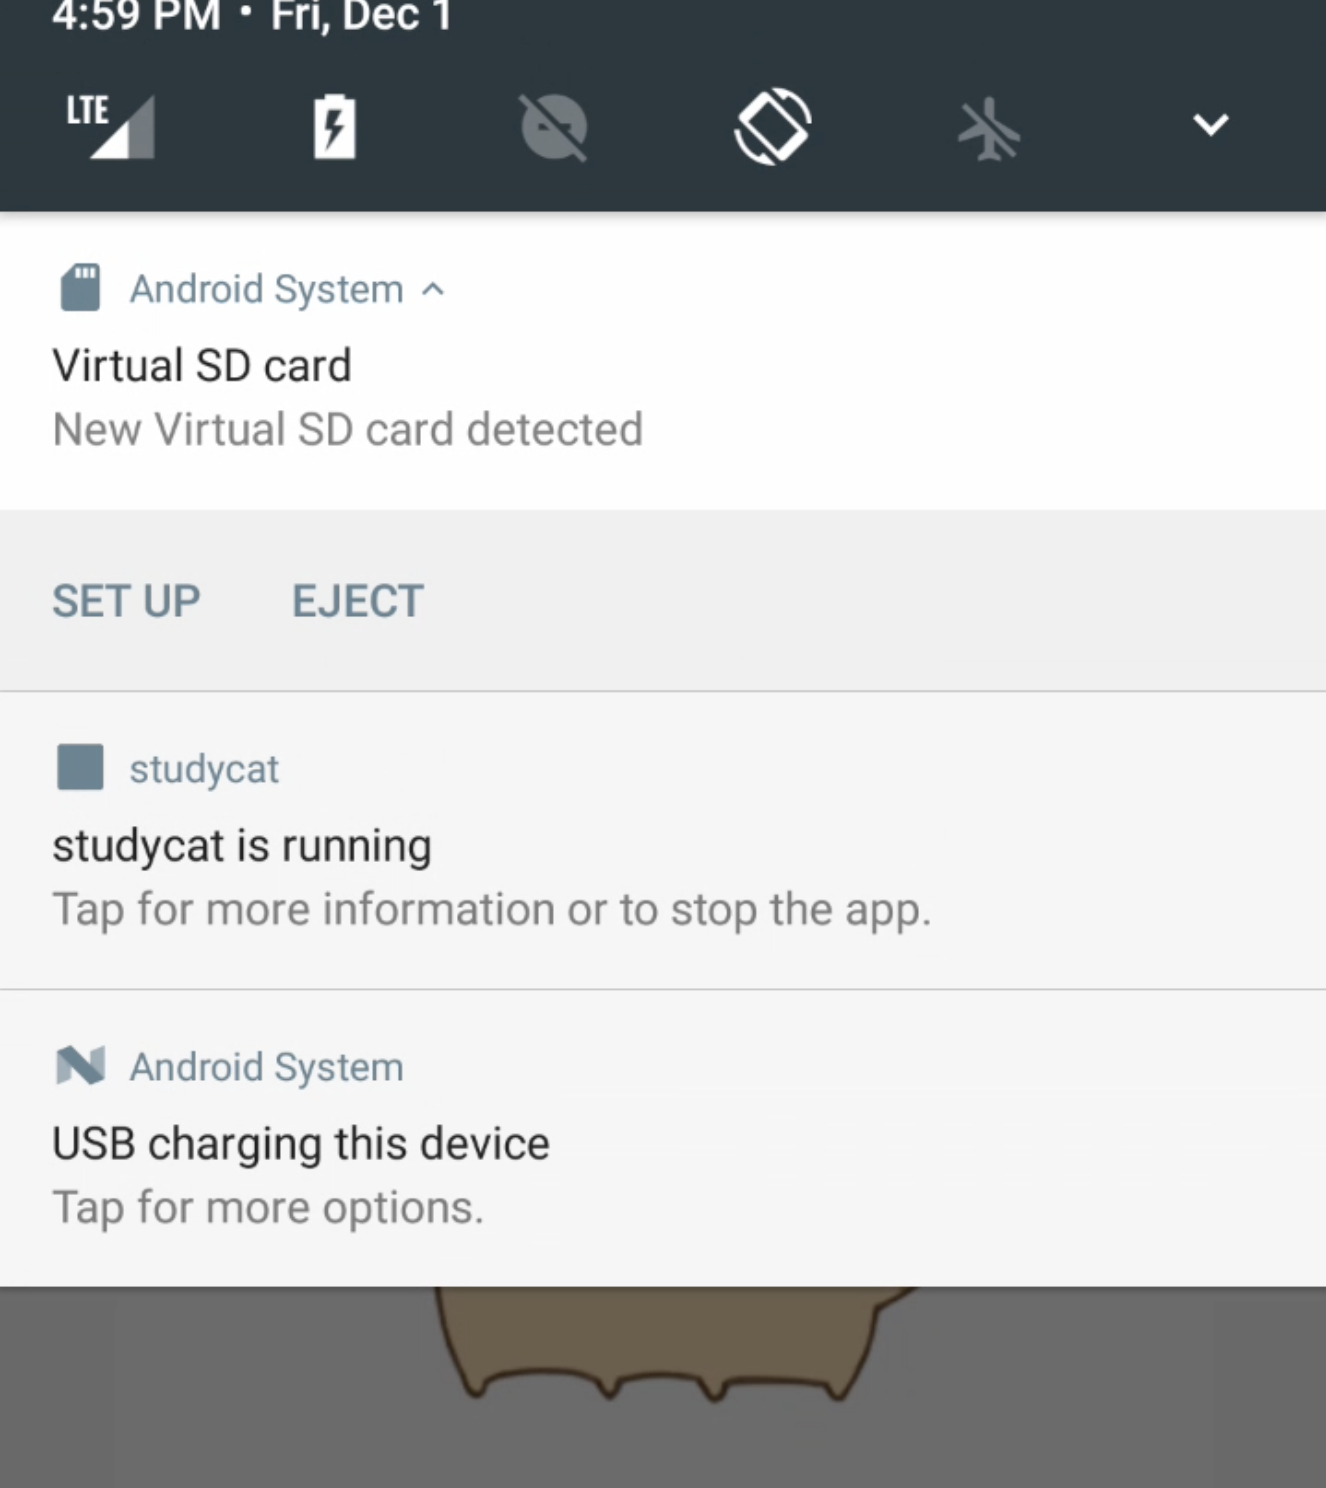 4:59 PM • Fri, Dec 1
LTE
Android System
Virtual SD card
New Virtual SD card detected
SET UP EJECT
studycat
studycat is running
Tap for more information or to stop the app.
Android System
USB charging this device
Tap for more options.